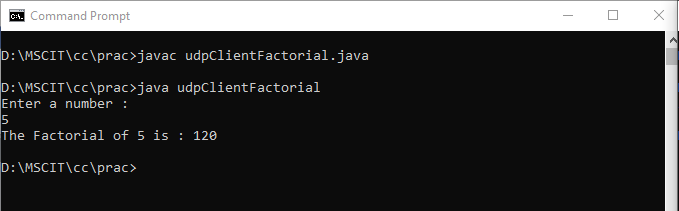 Command Prompt
D:\MSCIT\cc\prac>javac udpClientFactorial.java
D:\MSCIT\cc\prac>java udpClientFactorial
Enter a number :
5
The Factorial of 5 is : 120
D:\MSCIT\cc\prac>